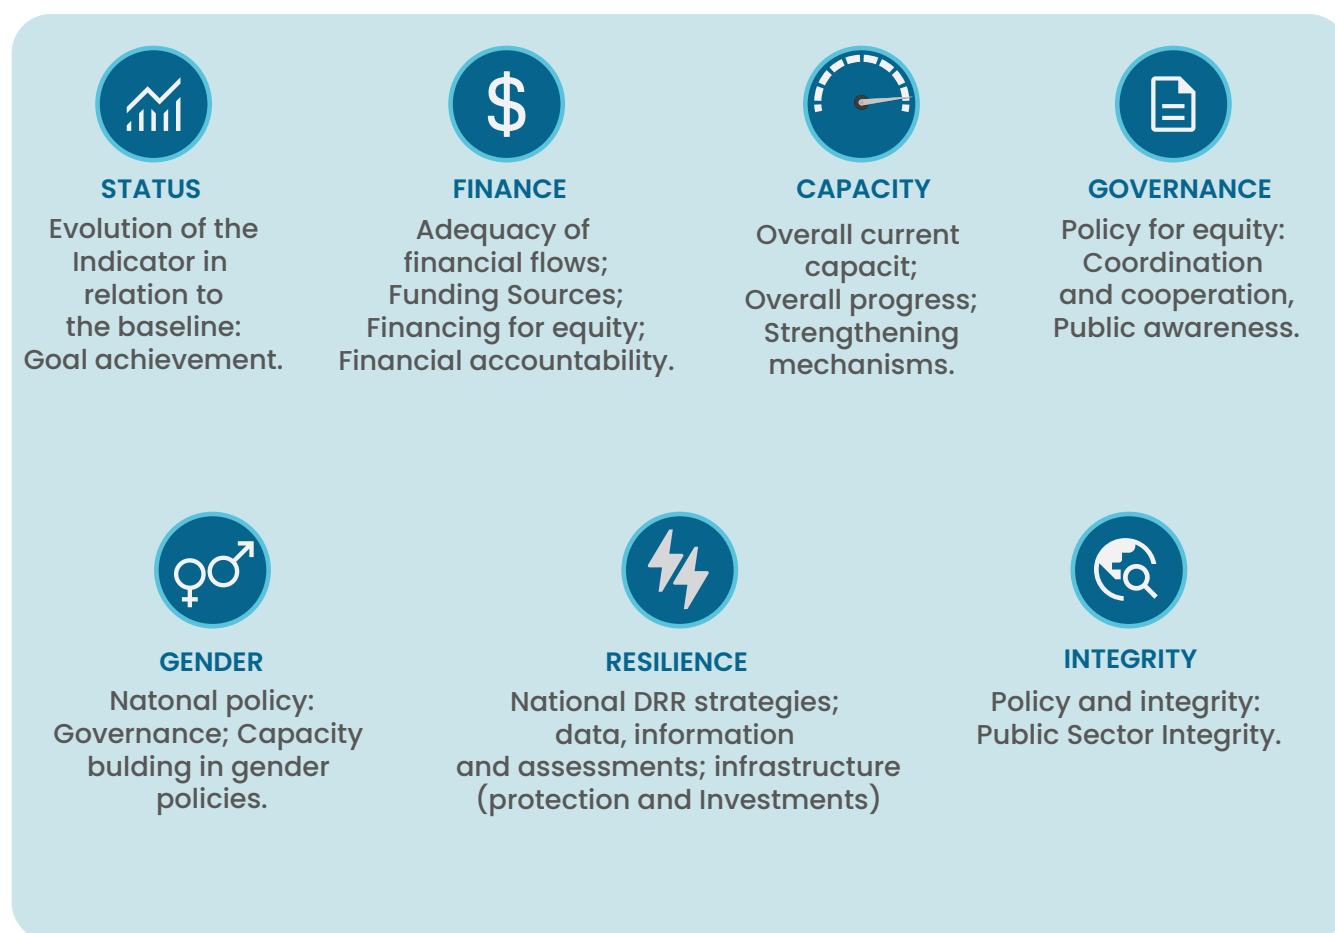 STATUS
Evolution of the
Indicator in
relation to
the baseline:
Goal achievement.
FINANCE
Adequacy of
financial flows;
Funding Sources;
Financing for equity;
Financial accountability.
CAPACITY
Overall current
capacit;
Overall progress;
Strengthening
mechanisms.
GOVERNANCE
Policy for equity:
Coordination
and cooperation,
Public awareness.
GENDER
Natonal policy:
Governance; Capacity
bulding in gender
policies.
RESILIENCE
National DRR strategies;
data, information
and assessments; infrastructure
(protection and Investments)
INTEGRITY
Policy and integrity:
Public Sector Integrity.